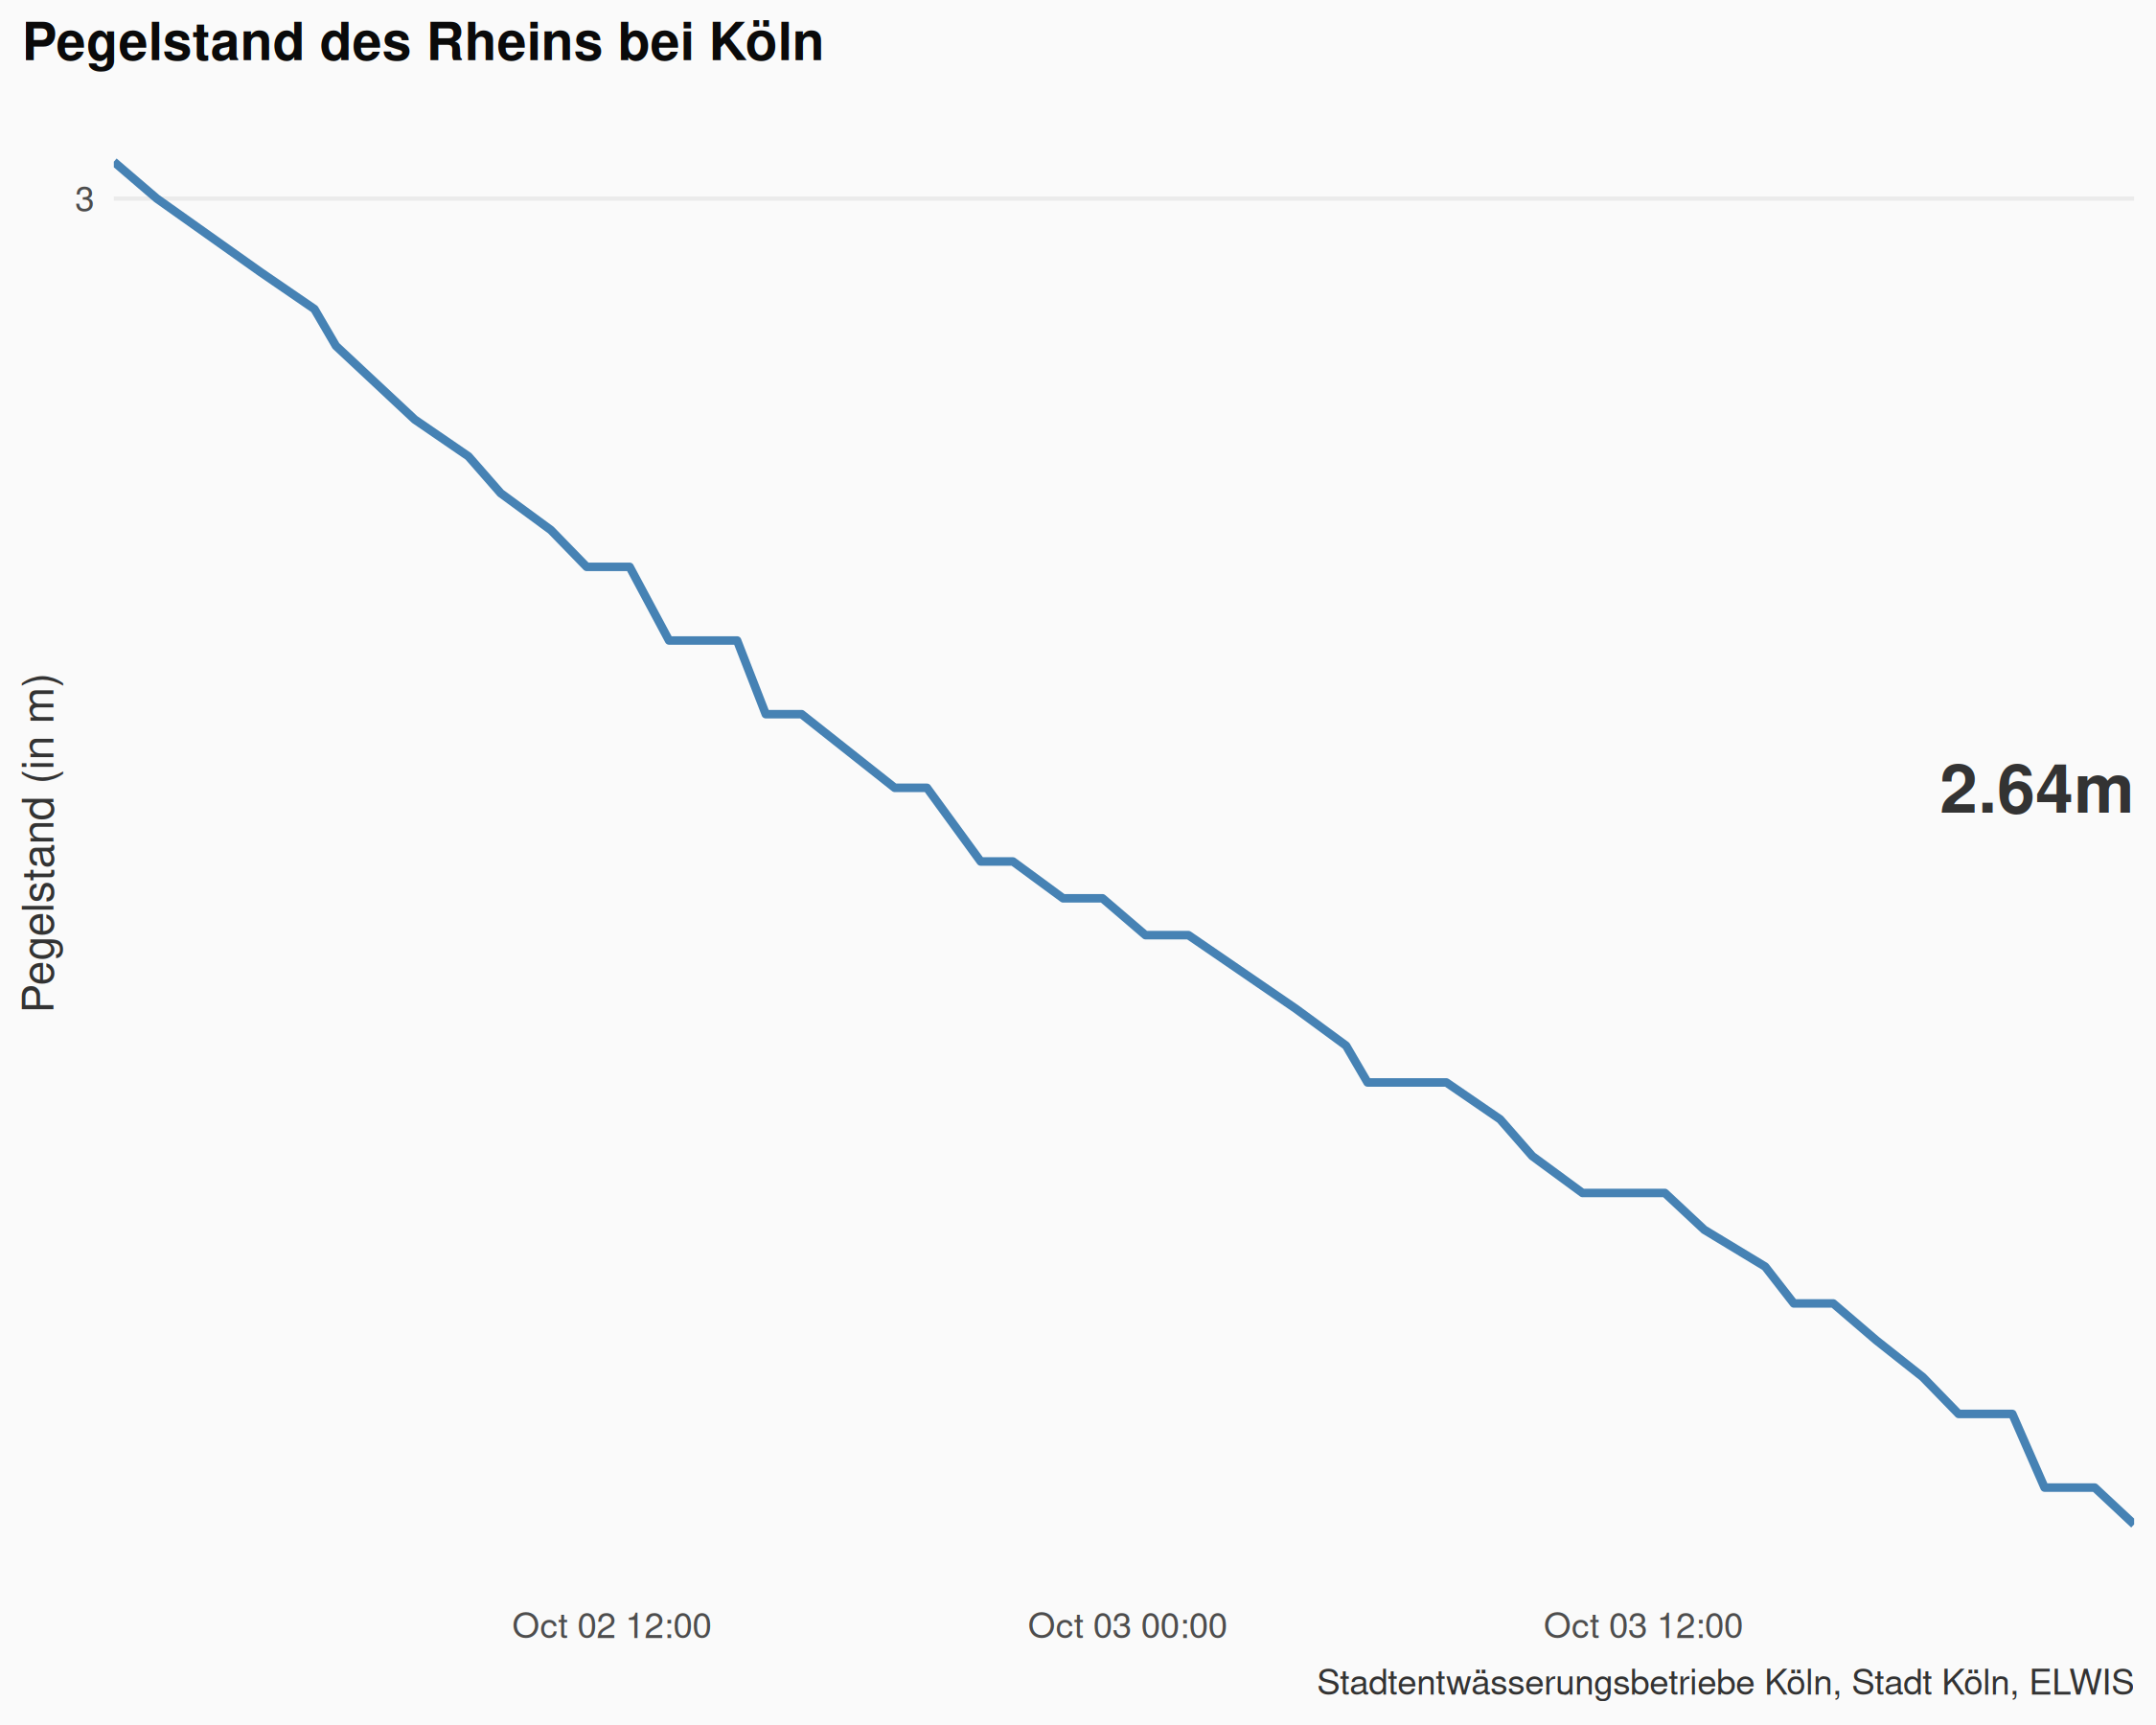 Pegelstand des Rheins bei Köln
3
Pegelstand (in m)
2.64m
Oct 02 12:00
Oct 03 00:00
Oct 03 12:00
Stadtentwässerungsbetriebe Köln, Stadt Köln, ELWIS